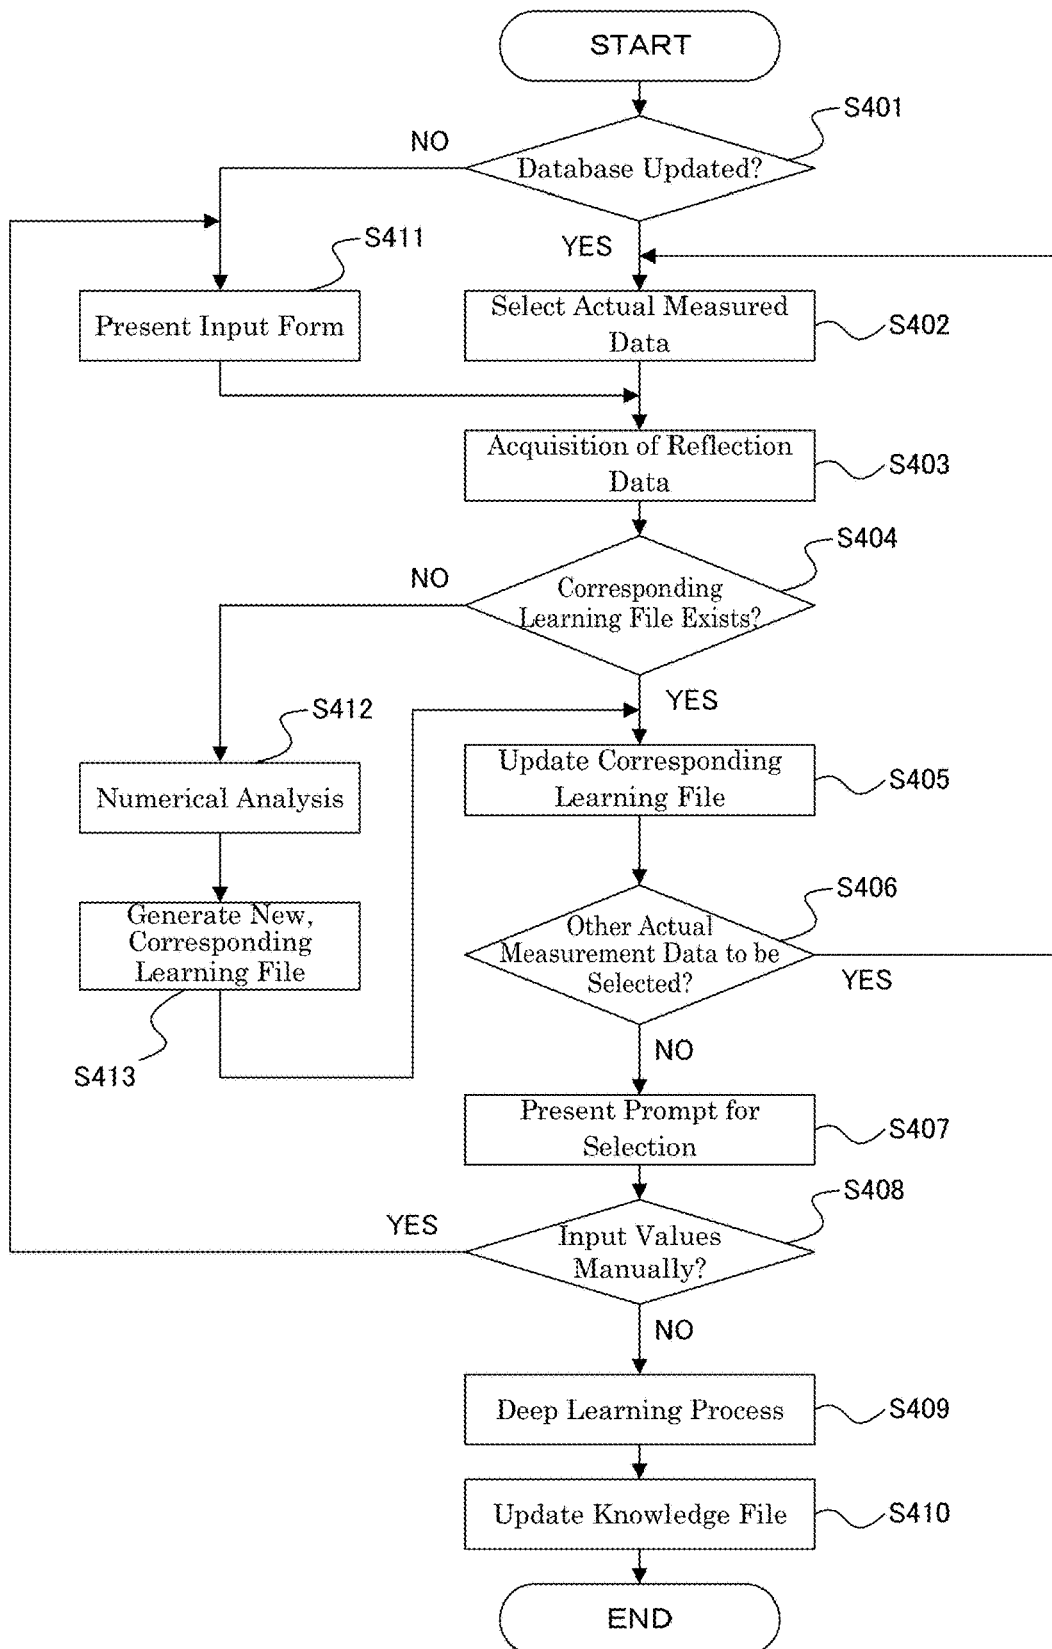 START
S401
NO
Database Updated?
S411
YES
Present Input Form
Select Actual Measured
Data
S402
Acquisition of Reflection
Data
S403
S404
NO
Corresponding
Learning File Exists?
YES
S412
Numerical Analysis
Update Corresponding
Learning File
S405
S406
Generate New,
Corresponding
Learning File
Other Actual
Measurement Data to be
Selected?
YES
NO
S413
Present Prompt for
Selection
S407
S408
YES
Input Values
Manually?
NO
Deep Learning Process
S409
Update Knowledge File
S410
END